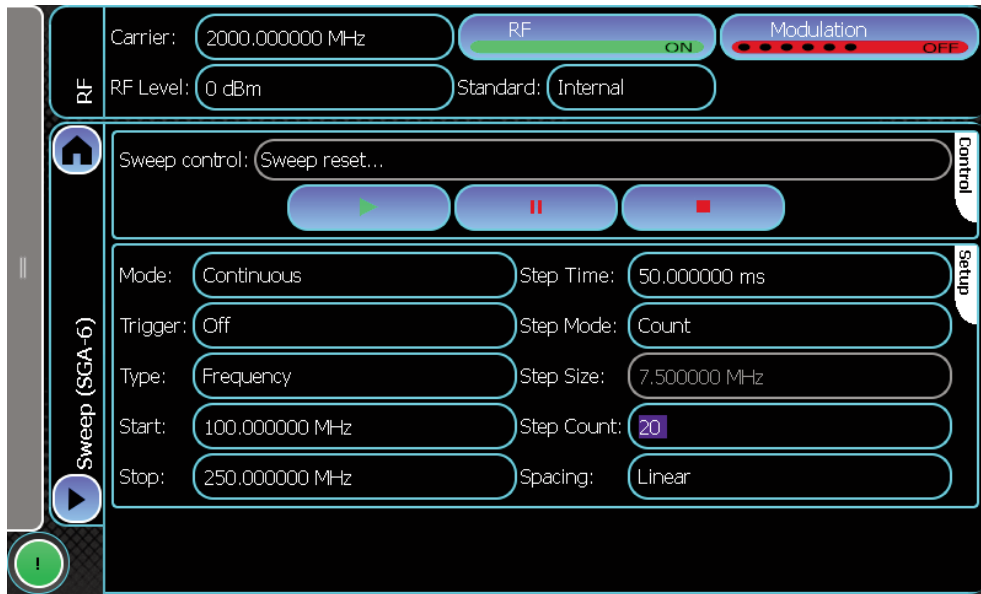 RF
Carrier: 2000.000000 MHz
RF ON
Modulation OFF
RF Level: 0 dBm
Standard: Internal
Sweep (SGA-6)
Control
Sweep control: Sweep reset...
Setup
Mode: Continuous
Step Time: 50.000000 ms
Trigger: Off
Step Mode: Count
Type: Frequency
Step Size: 7.500000 MHz
Start: 100.000000 MHz
Step Count: 20
Stop: 250.000000 MHz
Spacing: Linear
!